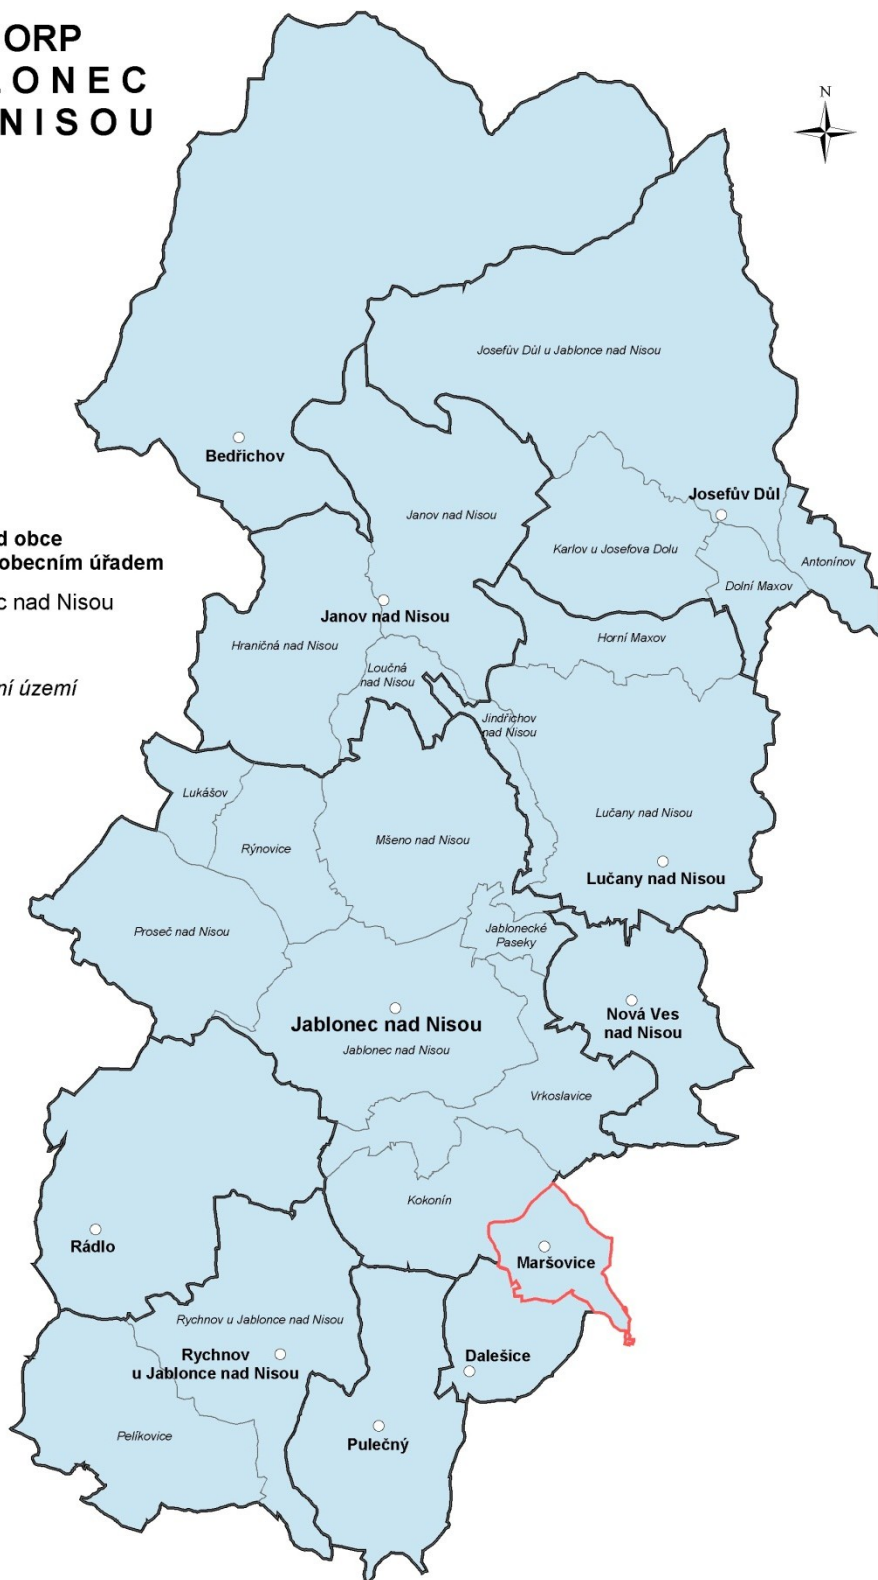 ORP
LONEC
NISOU
N
Josefův Důl u Jablonce nad Nisou
Bedřichov
Josefův Důl
Janov nad Nisou
d obce
obecním úřadem
Karlov u Josefova Dolu
Antonínov
Dolní Maxov
c nad Nisou
Janov nad Nisou
Horní Maxov
Hraničná nad Nisou
Loučná
nad Nisou
ní území
Jindřichov
nad Nisou
Lukášov
Lučany nad Nisou
Rýnovice
Mšeno nad Nisou
Lučany nad Nisou
Proseč nad Nisou
Jablonecké
Paseky
Nová Ves
nad Nisou
Jablonec nad Nisou
Jablonec nad Nisou
Vrkoslavice
Kokonín
Rádlo
Maršovice
Rychnov u Jablonce nad Nisou
Rychnov
u Jablonce nad Nisou
Dalešice
Pelíkovice
Pulečný